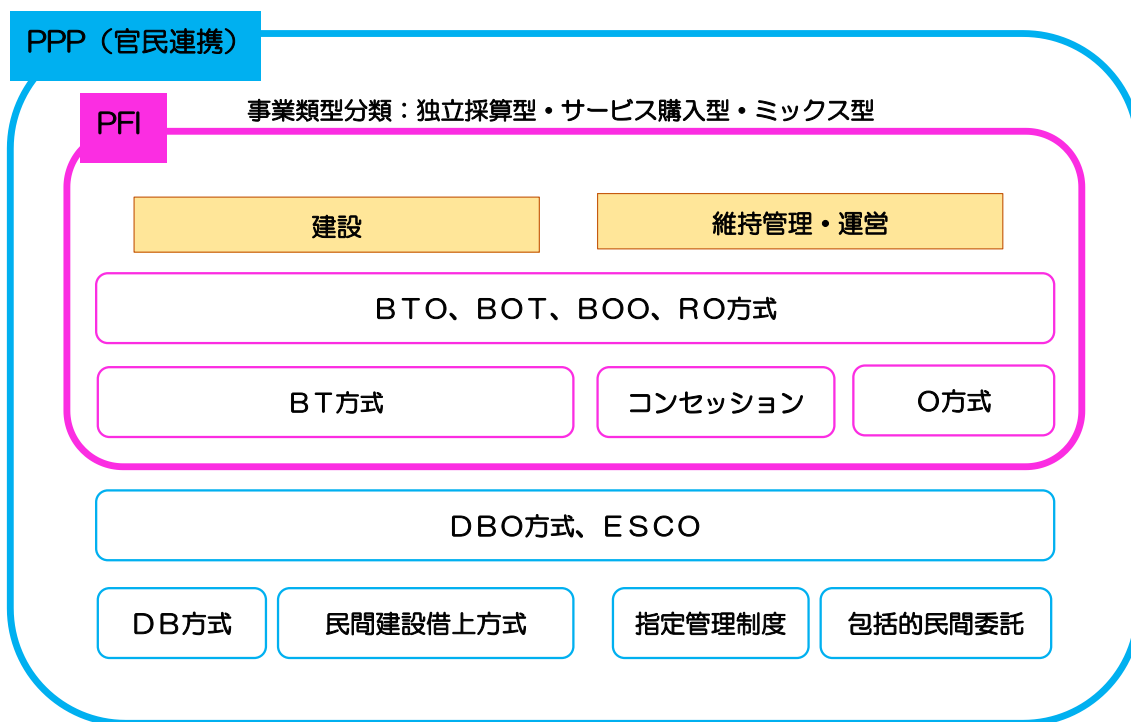 PPP（官民連携）
事業類型分類：独立採算型・サービス購入型・ミックス型
PFI
建設
維持管理・運営
ＢＴＯ、ＢＯＴ、ＢＯＯ、ＲＯ方式
ＢＴ方式
コンセッション
Ｏ方式
ＤＢＯ方式、ＥＳＣＯ
ＤＢ方式
民間建設借上方式
指定管理制度
包括的民間委託